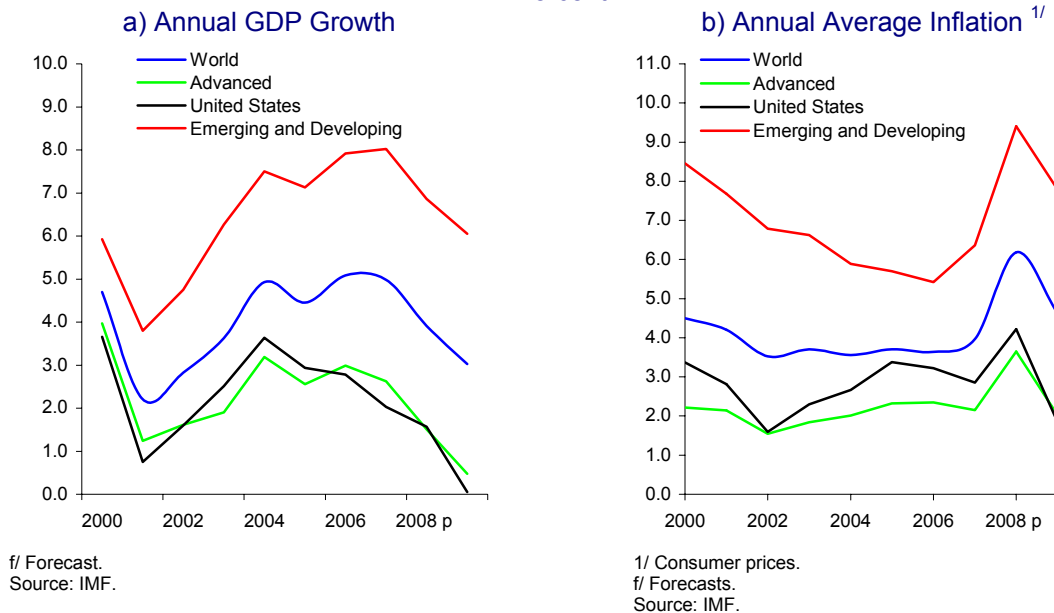 a) Annual GDP Growth
World
Advanced
United States
Emerging and Developing
10.0
9.0
8.0
7.0
6.0
5.0
4.0
3.0
2.0
1.0
0.0
2000 2002 2004 2006 2008 p
f/ Forecast.
Source: IMF.
b) Annual Average Inflation 1/
World
Advanced
United States
Emerging and Developing
11.0
10.0
9.0
8.0
7.0
6.0
5.0
4.0
3.0
2.0
1.0
0.0
2000 2002 2004 2006 2008 p
1/ Consumer prices.
f/ Forecasts.
Source: IMF.